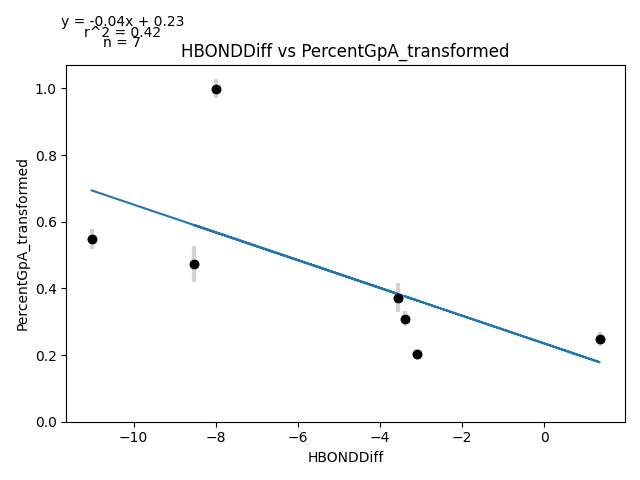 y = -0.04x + 0.23
r^2 = 0.42
n = 7
HBONDDiff vs PercentGpA_transformed
1.0
0.8
0.6
0.4
0.2
0.0
PercentGpA_transformed
−10
−8
−6
−4
−2
0
HBONDDiff